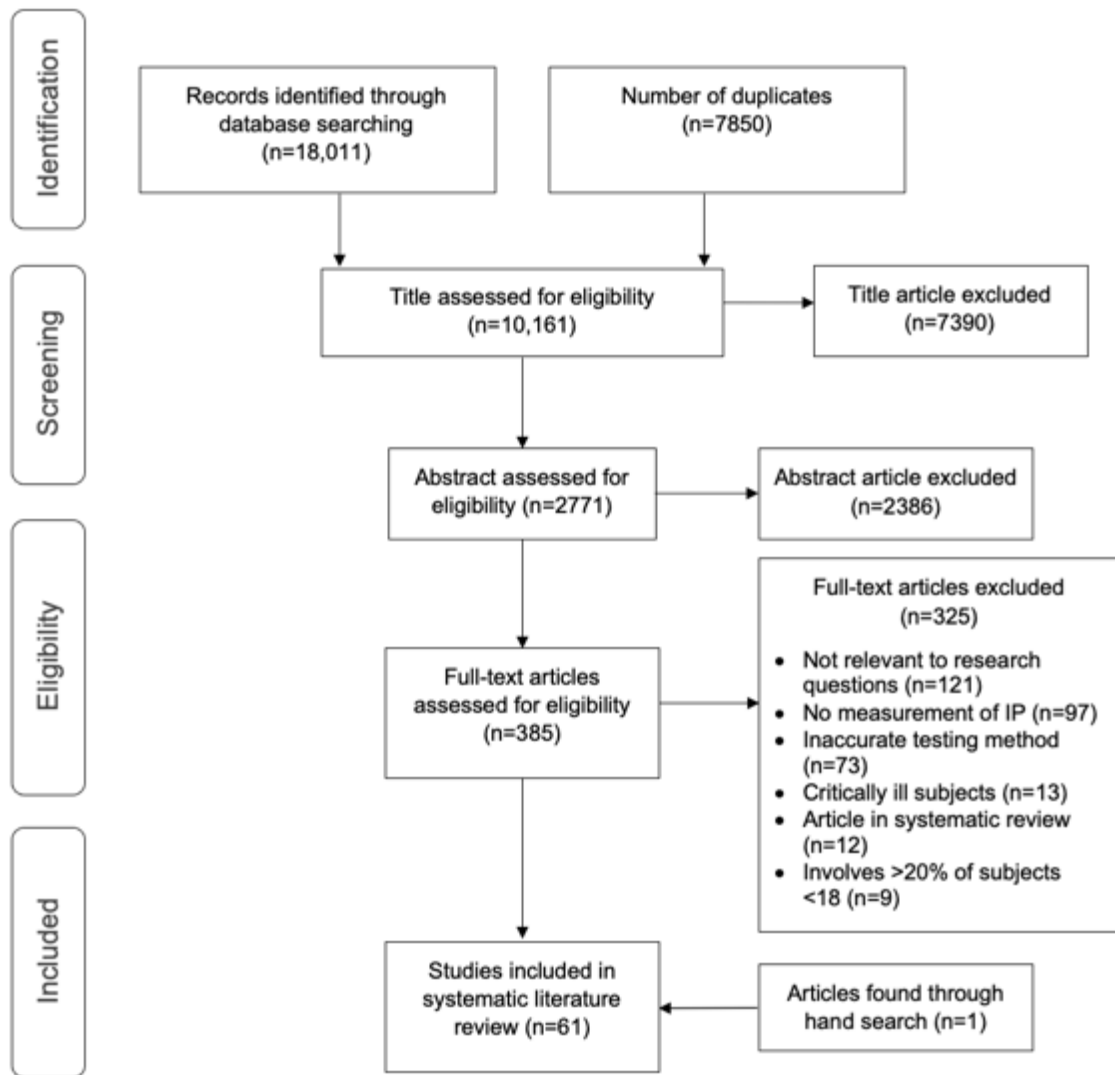 Identification
Records identified through
database searching
(n=18,011)
Number of duplicates
(n=7850)
Screening
Title assessed for eligibility
(n=10,161)
Title article excluded
(n=7390)
Abstract assessed for
eligibility (n=2771)
Abstract article excluded
(n=2386)
Eligibility
Full-text articles
assessed for eligibility
(n=385)
Full-text articles excluded
(n=325)
• Not relevant to research
questions (n=121)
• No measurement of IP (n=97)
• Inaccurate testing method
(n=73)
• Critically ill subjects (n=13)
• Article in systematic review
(n=12)
• Involves >20% of subjects
<18 (n=9)
Included
Studies included in
systematic literature
review (n=61)
Articles found through
hand search (n=1)